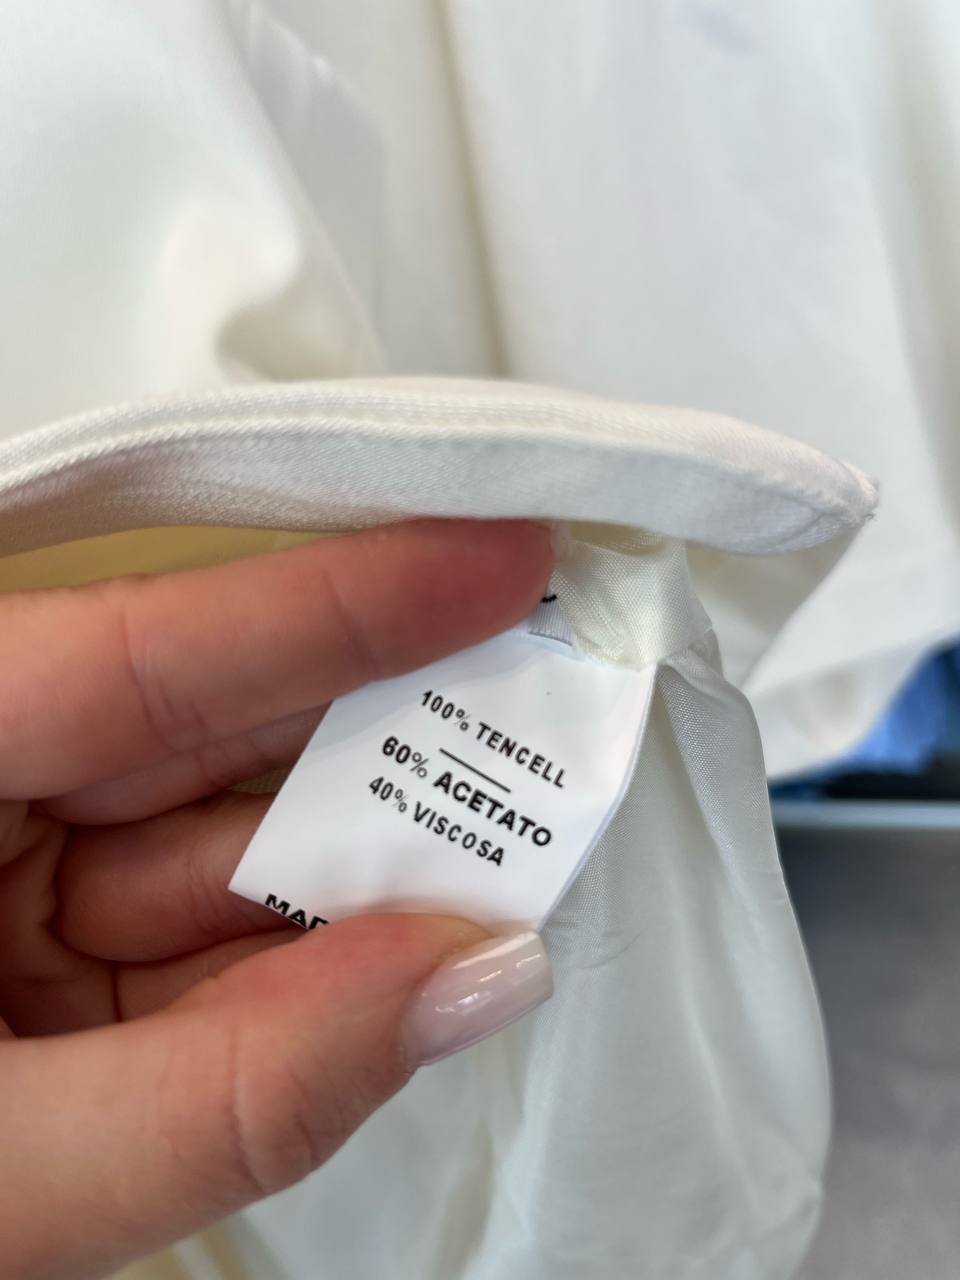 100% TENCELL
60% ACETATO
40% VISCOSA